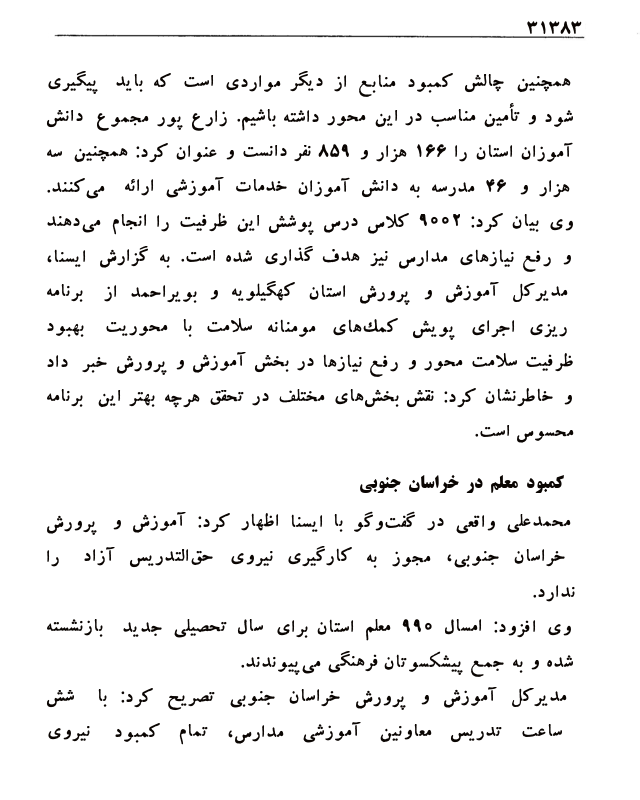 ۳۱۳۸۳
همچنین چالش کمبود منابع از دیگر مواردی است که باید پیگیری
شود و تأمین مناسب در این محور داشته باشیم. زارع پور مجموع دانش
آموزان استان را ۱۶۶ هزار و ۸۵۹ نفر دانست و عنوان کرد: همچنین سه
هزار و ۴۶ مدرسه به دانش آموزان خدمات آموزشی ارائه می‌کنند.
وی بیان کرد: ۹۰۰۲ کلاس درس پوشش این ظرفیت را انجام می‌دهند
و رفع نیازهای مدارس نیز هدف گذاری شده است. به گزارش ایسنا،
مدیرکل آموزش و پرورش استان کهگیلویه و بویراحمد از برنامه
ریزی اجرای پویش کمك‌های مومنانه سلامت با محوریت بهبود
ظرفیت سلامت محور و رفع نیازها در بخش آموزش و پرورش خبر داد
و خاطرنشان کرد: نقش بخش‌های مختلف در تحقق هرچه بهتر این برنامه
محسوس است.
کمبود معلم در خراسان جنوبی
محمدعلی واقعی در گفت‌وگو با ایسنا اظهار کرد: آموزش و پرورش
خراسان جنوبی، مجوز به کارگیری نیروی حق‌التدریس آزاد را
ندارد.
وی افزود: امسال ۹۹۰ معلم استان برای سال تحصیلی جدید بازنشسته
شده و به جمع پیشکسوتان فرهنگی می‌پیوندند.
مدیرکل آموزش و پرورش خراسان جنوبی تصریح کرد: با شش
ساعت تدریس معاونین آموزشی مدارس، تمام کمبود نیروی